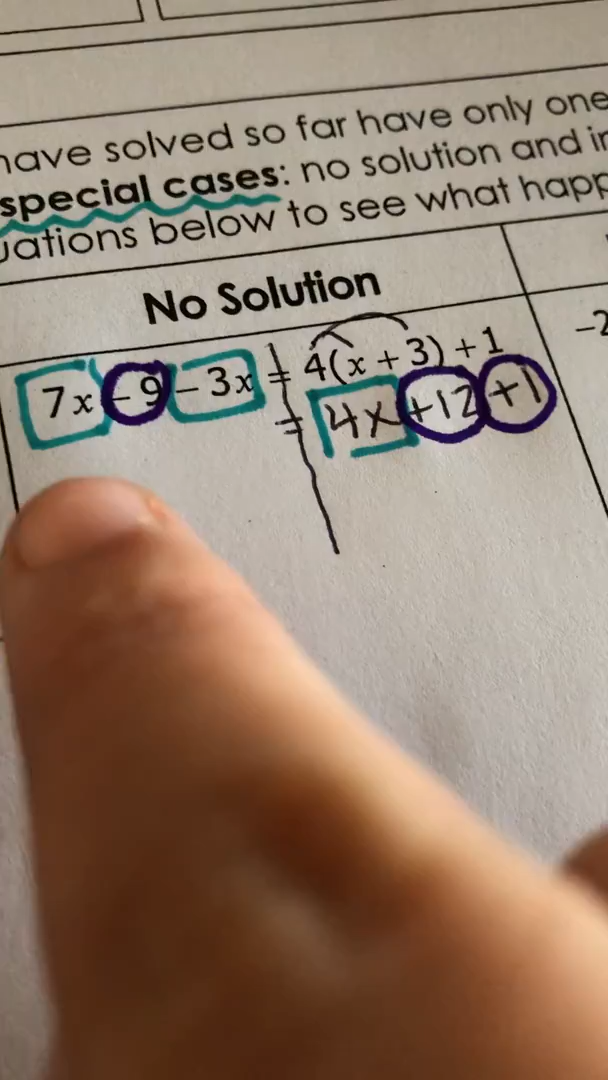 have solved so far have only one
special cases: no solution and
uations below to see what happ
No Solution
7x - 9 - 3x = 4(x + 3) + 1
= 4x +12 +1
-2